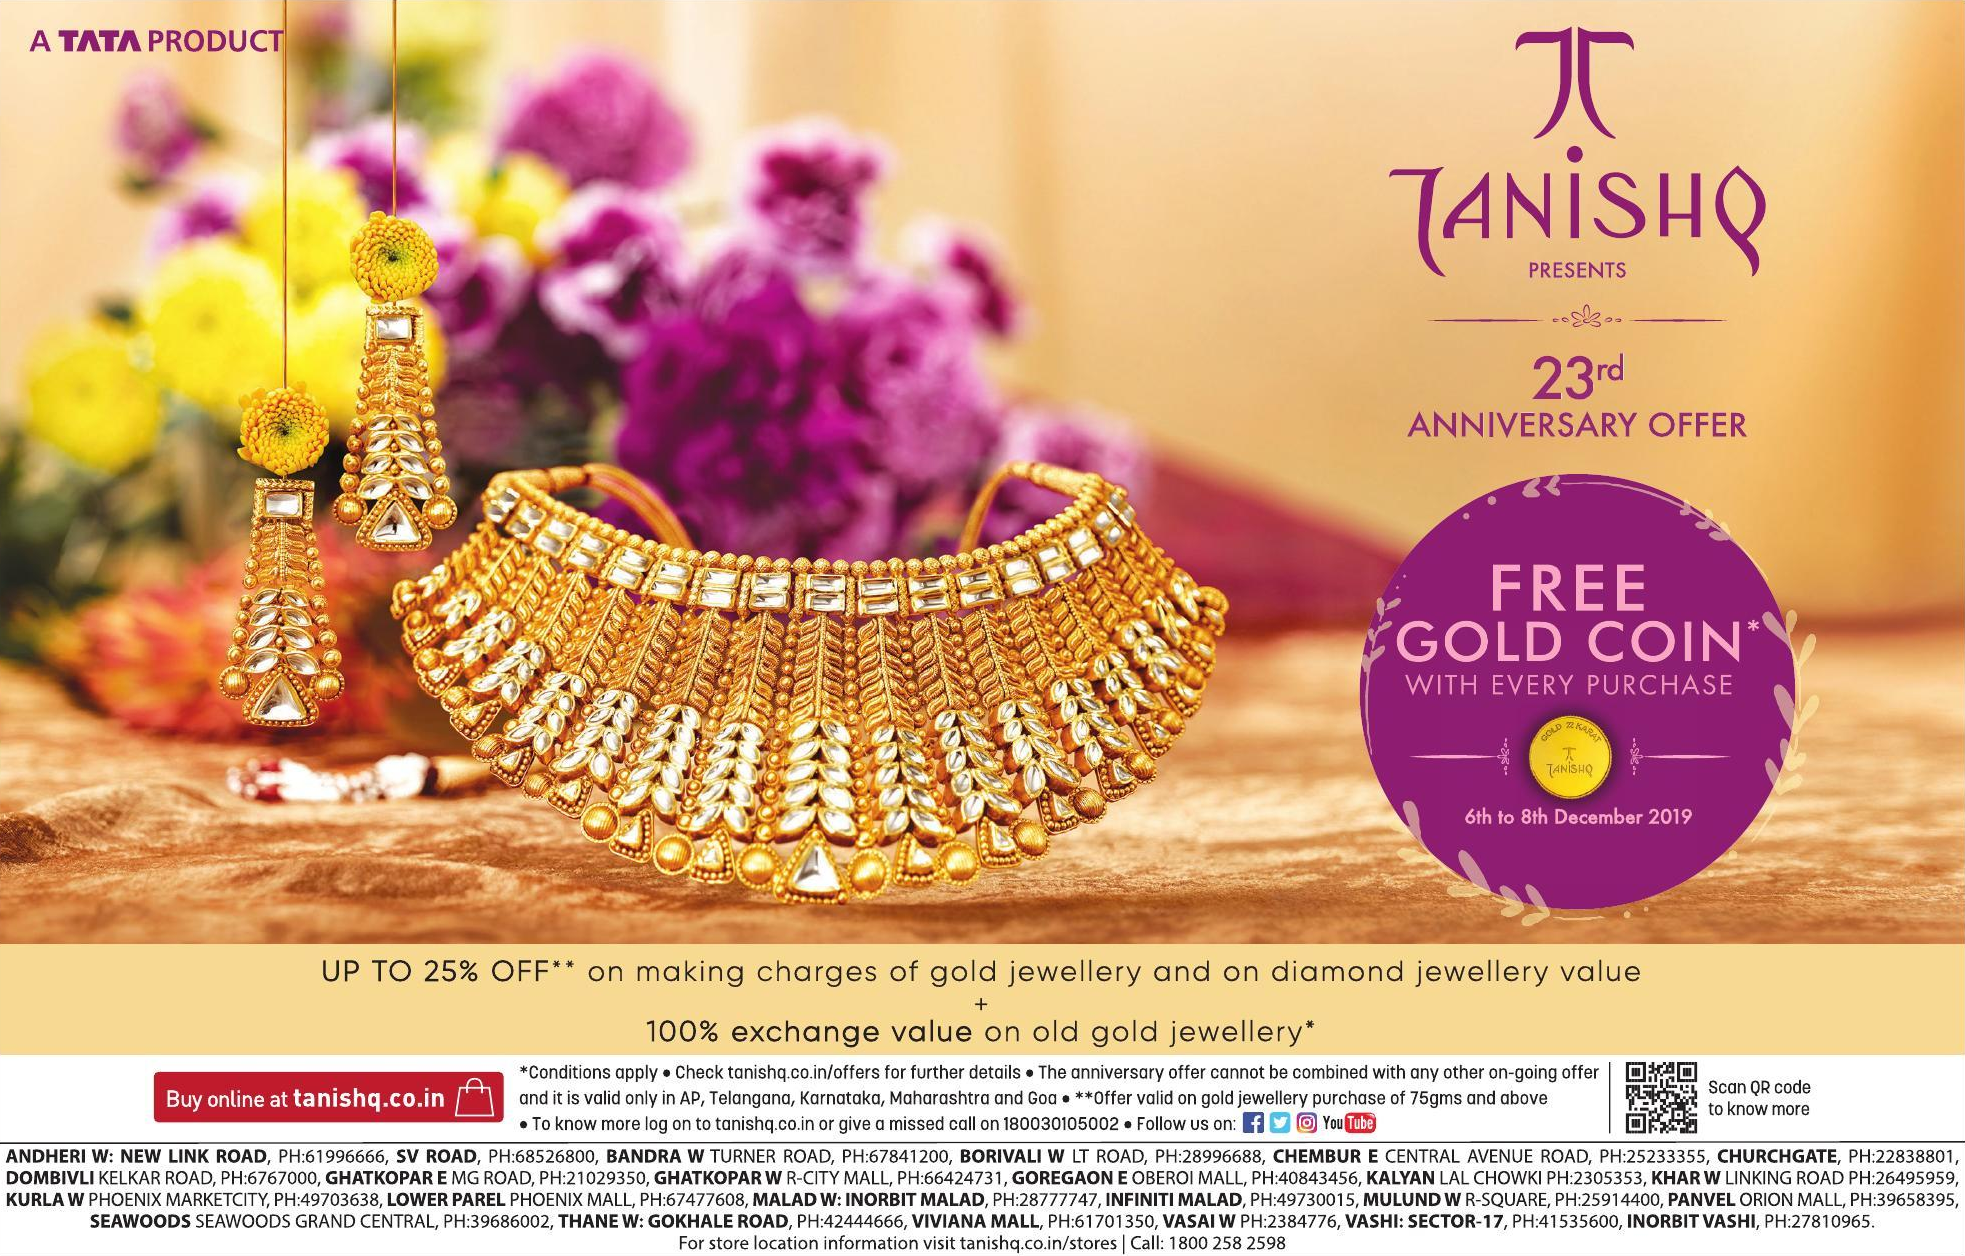 A TATA PRODUCT
TANiSHQ
PRESENTS
23rd
ANNIVERSARY OFFER
FREE
GOLD COIN*
WITH EVERY PURCHASE
GOLD 22 KARAT
TANiSHQ
6th to 8th December 2019
UP TO 25% OFF** on making charges of gold jewellery and on diamond jewellery value
+
100% exchange value on old gold jewellery*
Buy online at tanishq.co.in
*Conditions apply • Check tanishq.co.in/offers for further details • The anniversary offer cannot be combined with any other on-going offer
and it is valid only in AP, Telangana, Karnataka, Maharashtra and Goa • **Offer valid on gold jewellery purchase of 75gms and above
• To know more log on to tanishq.co.in or give a missed call on 180030105002 • Follow us on: You Tube
Scan QR code
to know more
ANDHERI W: NEW LINK ROAD, PH:61996666, SV ROAD, PH:68526800, BANDRA W TURNER ROAD, PH:67841200, BORIVALI W LT ROAD, PH:28996688, CHEMBUR E CENTRAL AVENUE ROAD, PH:25233355, CHURCHGATE, PH:22838801,
DOMBIVLI KELKAR ROAD, PH:6767000, GHATKOPAR E MG ROAD, PH:21029350, GHATKOPAR W R-CITY MALL, PH:66424731, GOREGAON E OBEROI MALL, PH:40843456, KALYAN LAL CHOWKI PH:2305353, KHAR W LINKING ROAD PH:26495959,
KURLA W PHOENIX MARKETCITY, PH:49703638, LOWER PAREL PHOENIX MALL, PH:67477608, MALAD W: INORBIT MALAD, PH:28777747, INFINITI MALAD, PH:49730015, MULUND W R-SQUARE, PH:25914400, PANVEL ORION MALL, PH:39658395,
SEAWOODS SEAWOODS GRAND CENTRAL, PH:39686002, THANE W: GOKHALE ROAD, PH:42444666, VIVIANA MALL, PH:61701350, VASAI W PH:2384776, VASHI: SECTOR-17, PH:41535600, INORBIT VASHI, PH:27810965.
For store location information visit tanishq.co.in/stores | Call: 1800 258 2598